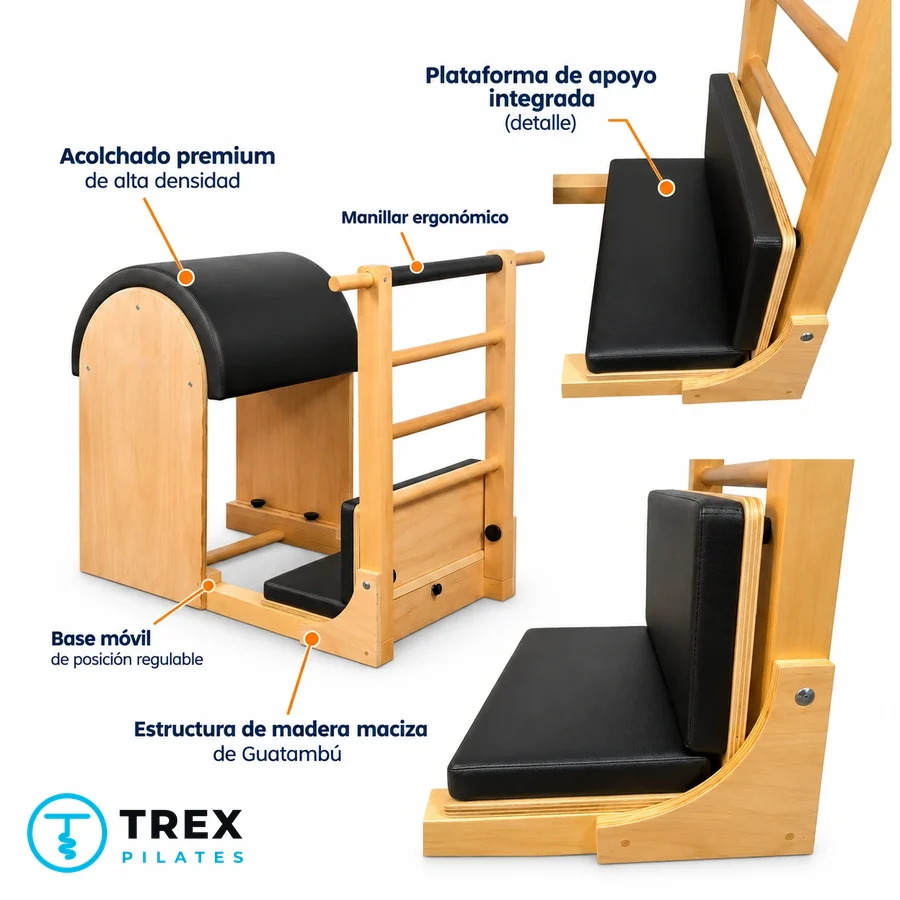 Plataforma de apoyo
integrada
(detalle)
Acolchado premium
de alta densidad
Manillar ergonómico
Base móvil
de posición regulable
Estructura de madera maciza
de Guatambú
TREX
PILATES